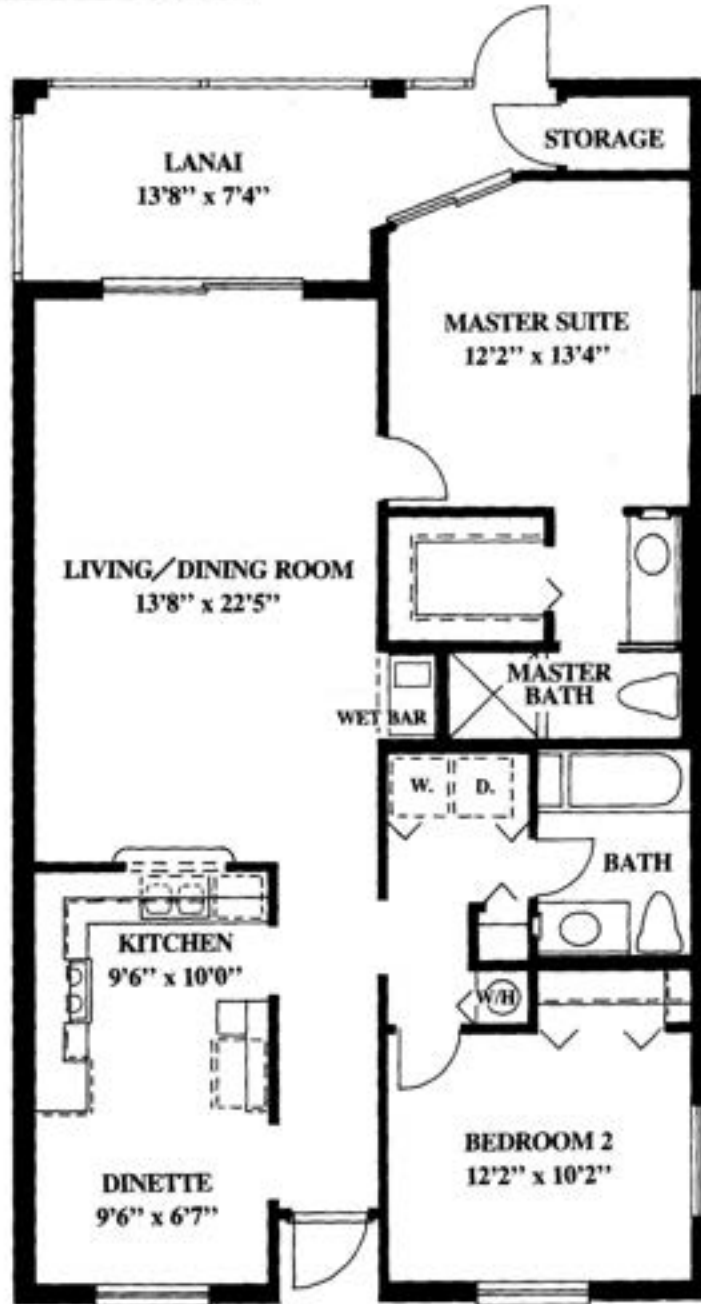 STORAGE
LANAI
13'8" x 7'4"
MASTER SUITE
12'2" x 13'4"
LIVING/DINING ROOM
13'8" x 22'5"
MASTER
BATH
WET BAR
W. D.
BATH
KITCHEN
9'6" x 10'0"
W/H
BEDROOM 2
12'2" x 10'2"
DINETTE
9'6" x 6'7"